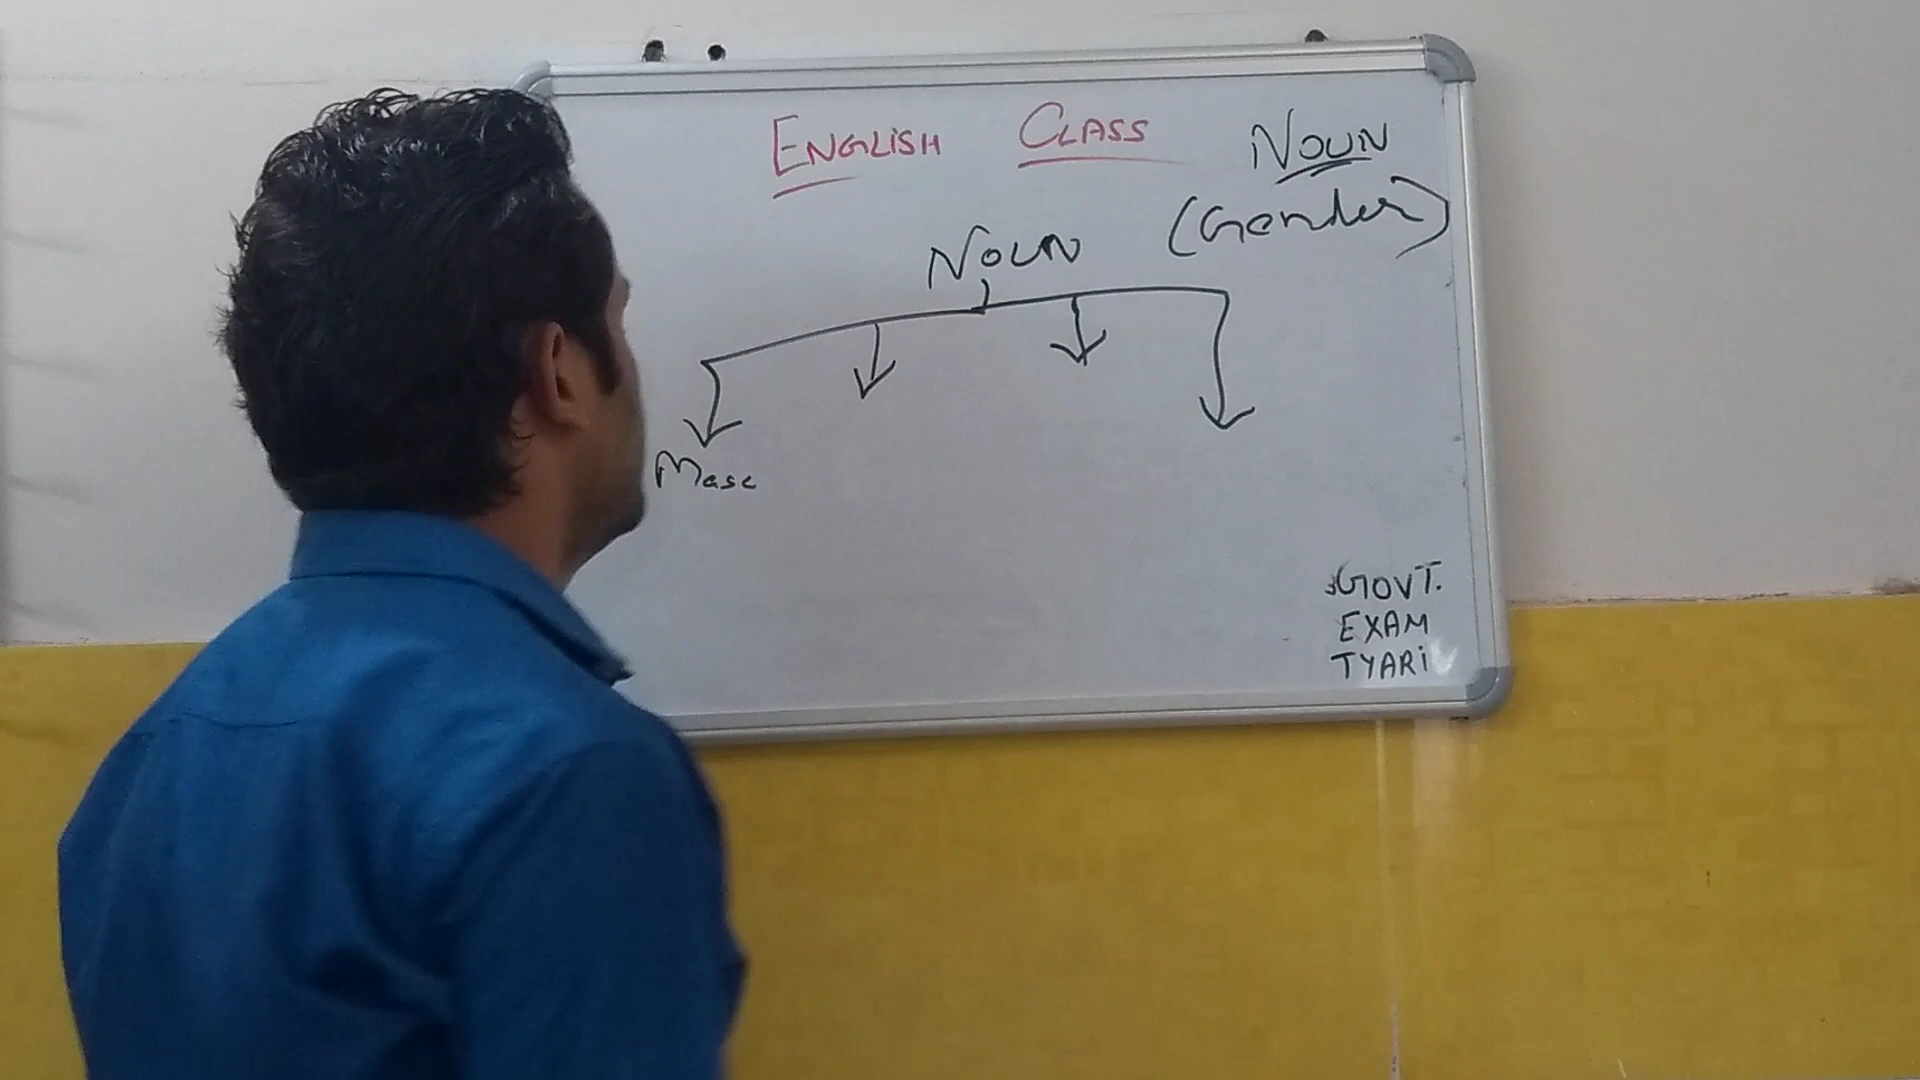 ENGLISH CLASS NOUN
(Gender)
NOUN
Masc
GOVT.
EXAM
TYARI